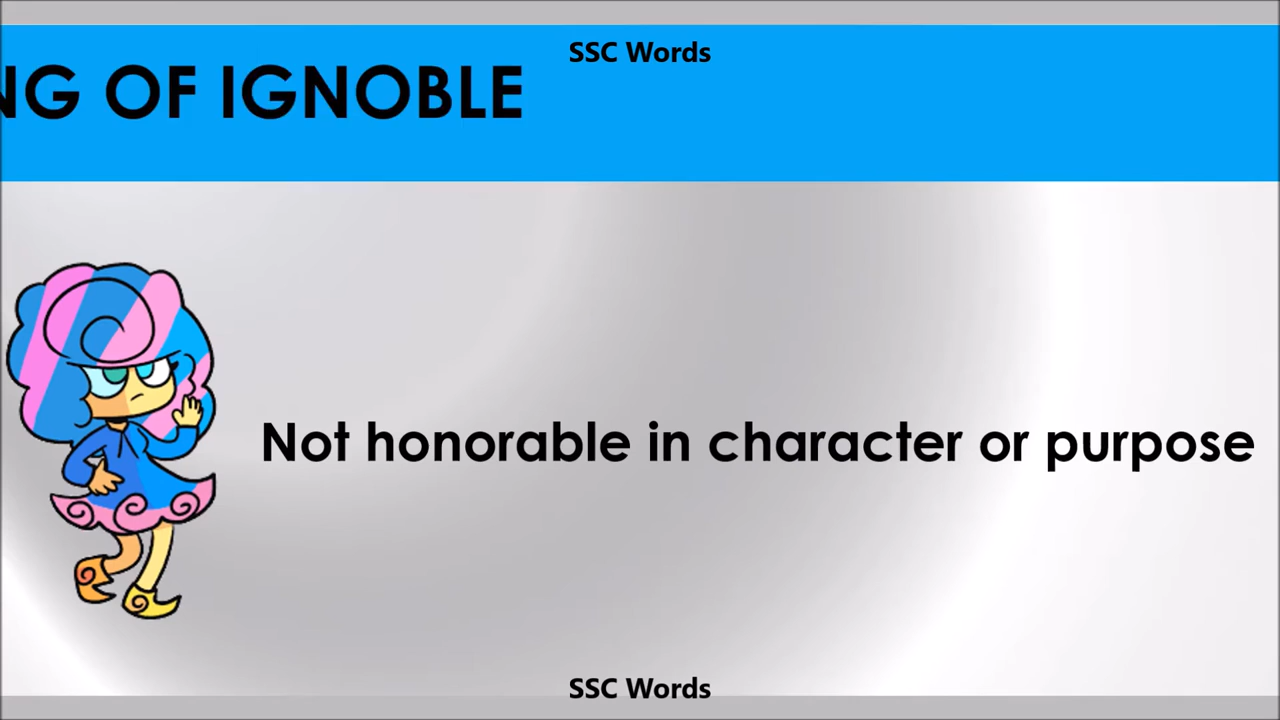 SSC Words
NG OF IGNOBLE
Not honorable in character or purpose
SSC Words